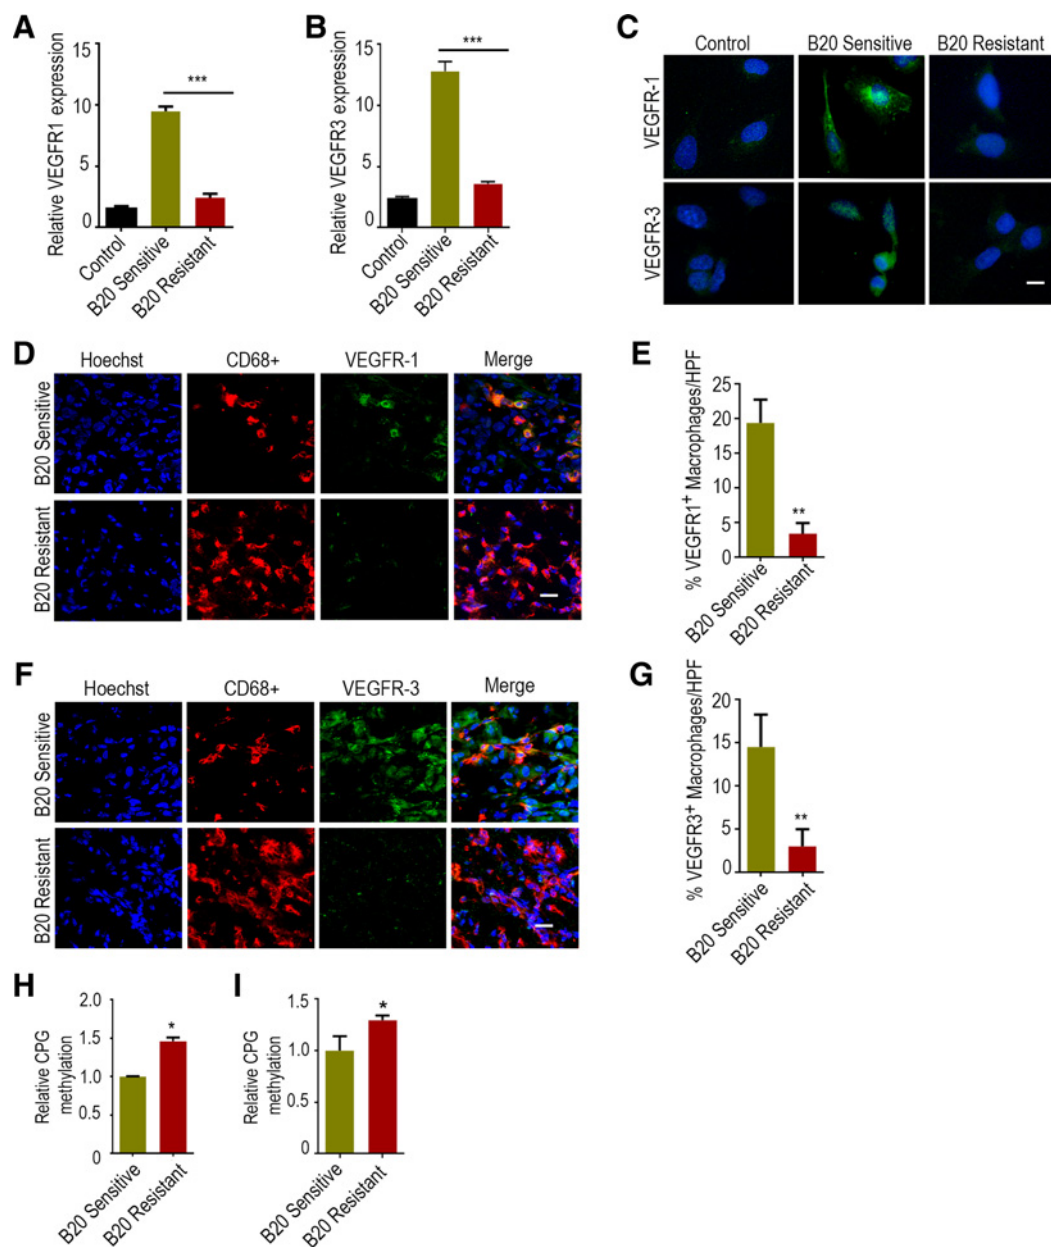 A
Relative VEGFR1 expression
15
10
5
0
***
Control
B20 Sensitive
B20 Resistant
B
Relative VEGFR3 expression
15
10
5
0
***
Control
B20 Sensitive
B20 Resistant
C
Control
B20 Sensitive
B20 Resistant
VEGFR-1
VEGFR-3
D
Hoechst
CD68+
VEGFR-1
Merge
B20 Sensitive
B20 Resistant
E
% VEGFR1+ Macrophages/HPF
25
20
15
10
5
0
**
B20 Sensitive
B20 Resistant
F
Hoechst
CD68+
VEGFR-3
Merge
B20 Sensitive
B20 Resistant
G
% VEGFR3+ Macrophages/HPF
20
15
10
5
0
**
B20 Sensitive
B20 Resistant
H
Relative CPG
methylation
2.0
1.5
1.0
0.5
0
*
B20 Sensitive
B20 Resistant
I
Relative CPG
methylation
1.5
1.0
0.5
0
*
B20 Sensitive
B20 Resistant